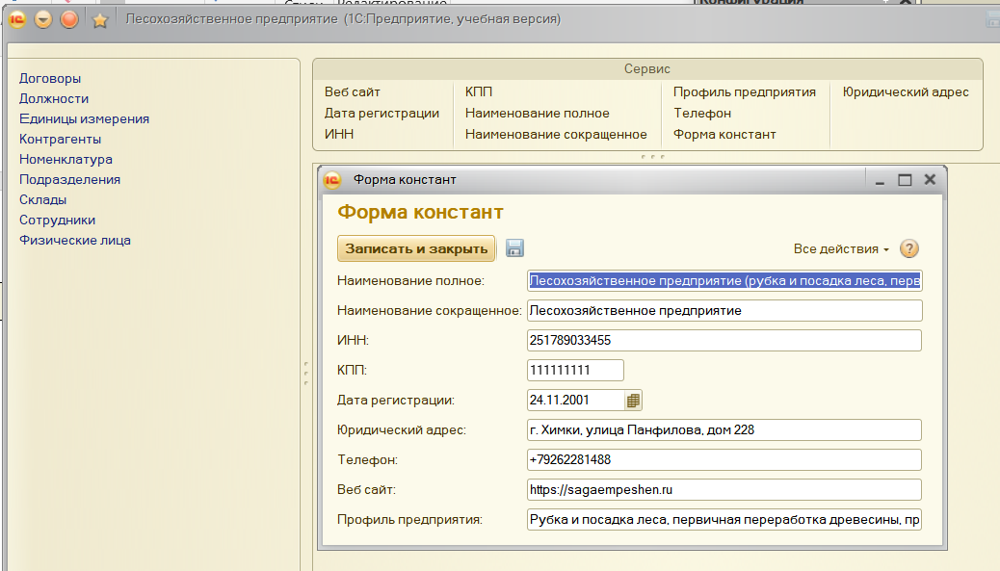 Лесохозяйственное предприятие (1С:Предприятие, учебная версия)
Договоры
Должности
Единицы измерения
Контрагенты
Номенклатура
Подразделения
Склады
Сотрудники
Физические лица
Сервис
Веб сайт КПП Профиль предприятия Юридический адрес
Дата регистрации Наименование полное Телефон
ИНН Наименование сокращенное Форма констант
Форма констант
Форма констант
Записать и закрыть Все действия ?
Наименование полное: Лесохозяйственное предприятие (рубка и посадка леса, перв
Наименование сокращенное: Лесохозяйственное предприятие
ИНН: 251789033455
КПП: 111111111
Дата регистрации: 24.11.2001
Юридический адрес: г. Химки, улица Панфилова, дом 228
Телефон: +79262281488
Веб сайт: https://sagaempeshen.ru
Профиль предприятия: Рубка и посадка леса, первичная переработка древесины, пр